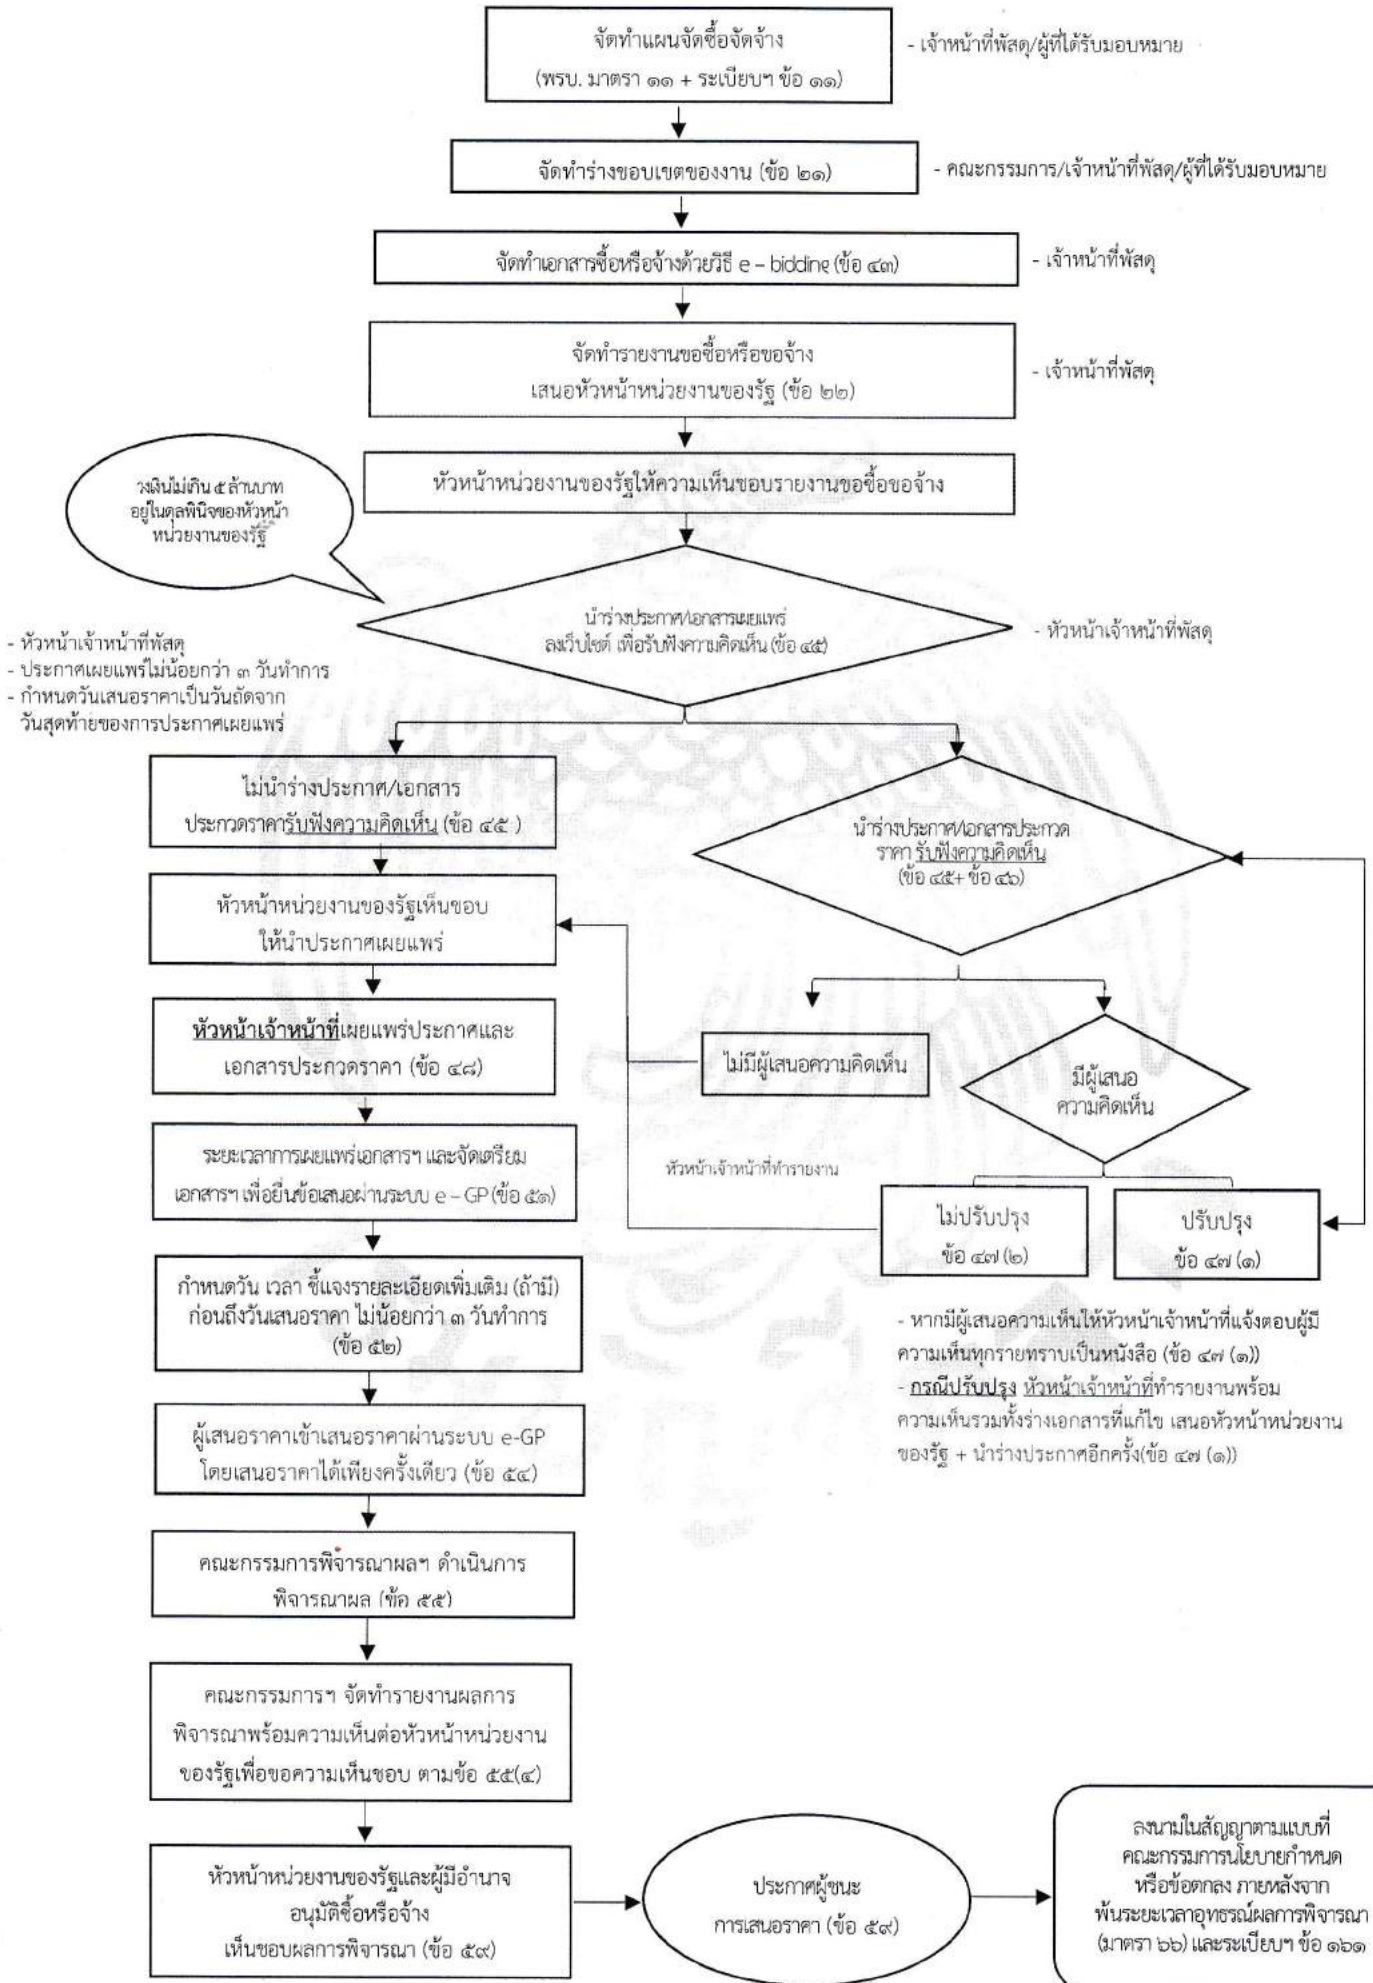 จัดทำแผนจัดซื้อจัดจ้าง
(พรบ. มาตรา ๑๑ + ระเบียบฯ ข้อ ๑๑)
- เจ้าหน้าที่พัสดุ/ผู้ที่ได้รับมอบหมาย
จัดทำร่างขอบเขตของงาน (ข้อ ๒๑)
- คณะกรรมการ/เจ้าหน้าที่พัสดุ/ผู้ที่ได้รับมอบหมาย
จัดทำเอกสารซื้อหรือจ้างด้วยวิธี e – bidding (ข้อ ๔๓)
- เจ้าหน้าที่พัสดุ
จัดทำรายงานขอซื้อหรือขอจ้าง
เสนอหัวหน้าหน่วยงานของรัฐ (ข้อ ๒๒)
- เจ้าหน้าที่พัสดุ
หัวหน้าหน่วยงานของรัฐให้ความเห็นชอบรายงานขอซื้อขอจ้าง
วงเงินไม่เกิน ๕ ล้านบาท
อยู่ในดุลพินิจของหัวหน้า
หน่วยงานของรัฐ
นำร่างประกาศ/เอกสารเผยแพร่
ลงเว็บไซต์ เพื่อรับฟังความคิดเห็น (ข้อ ๔๕)
- หัวหน้าเจ้าหน้าที่พัสดุ
- หัวหน้าเจ้าหน้าที่พัสดุ
- ประกาศเผยแพร่ไม่น้อยกว่า ๓ วันทำการ
- กำหนดวันเสนอราคาเป็นวันถัดจาก
วันสุดท้ายของการประกาศเผยแพร่
ไม่นำร่างประกาศ/เอกสาร
ประกวดราคารับฟังความคิดเห็น (ข้อ ๔๕ )
นำร่างประกาศ/เอกสารประกวด
ราคา รับฟังความคิดเห็น
(ข้อ ๔๕+ ข้อ ๔๖)
หัวหน้าหน่วยงานของรัฐเห็นชอบ
ให้นำประกาศเผยแพร่
หัวหน้าเจ้าหน้าที่เผยแพร่ประกาศและ
เอกสารประกวดราคา (ข้อ ๔๘)
ไม่มีผู้เสนอความคิดเห็น
มีผู้เสนอ
ความคิดเห็น
ระยะเวลาการเผยแพร่เอกสารฯ และจัดเตรียม
เอกสารฯ เพื่อยื่นข้อเสนอผ่านระบบ e – GP (ข้อ ๕๑)
หัวหน้าเจ้าหน้าที่ทำรายงาน
ไม่ปรับปรุง
ข้อ ๔๗ (๒)
ปรับปรุง
ข้อ ๔๗ (๑)
กำหนดวัน เวลา ชี้แจงรายละเอียดเพิ่มเติม (ถ้ามี)
ก่อนถึงวันเสนอราคา ไม่น้อยกว่า ๓ วันทำการ
(ข้อ ๕๒)
- หากมีผู้เสนอความเห็นให้หัวหน้าเจ้าหน้าที่แจ้งตอบผู้มี
ความเห็นทุกรายทราบเป็นหนังสือ (ข้อ ๔๗ (๑))
- กรณีปรับปรุง หัวหน้าเจ้าหน้าที่ทำรายงานพร้อม
ความเห็นรวมทั้งร่างเอกสารที่แก้ไข เสนอหัวหน้าหน่วยงาน
ของรัฐ + นำร่างประกาศอีกครั้ง(ข้อ ๔๗ (๑))
ผู้เสนอราคาเข้าเสนอราคาผ่านระบบ e-GP
โดยเสนอราคาได้เพียงครั้งเดียว (ข้อ ๕๔)
คณะกรรมการพิจารณาผลฯ ดำเนินการ
พิจารณาผล (ข้อ ๕๕)
คณะกรรมการฯ จัดทำรายงานผลการ
พิจารณาพร้อมความเห็นต่อหัวหน้าหน่วยงาน
ของรัฐเพื่อขอความเห็นชอบ ตามข้อ ๕๕(๔)
หัวหน้าหน่วยงานของรัฐและผู้มีอำนาจ
อนุมัติซื้อหรือจ้าง
เห็นชอบผลการพิจารณา (ข้อ ๕๙)
ประกาศผู้ชนะ
การเสนอราคา (ข้อ ๕๙)
ลงนามในสัญญาตามแบบที่
คณะกรรมการนโยบายกำหนด
หรือข้อตกลง ภายหลังจาก
พ้นระยะเวลาอุทธรณ์ผลการพิจารณา
(มาตรา ๖๖) และระเบียบฯ ข้อ ๑๖๑